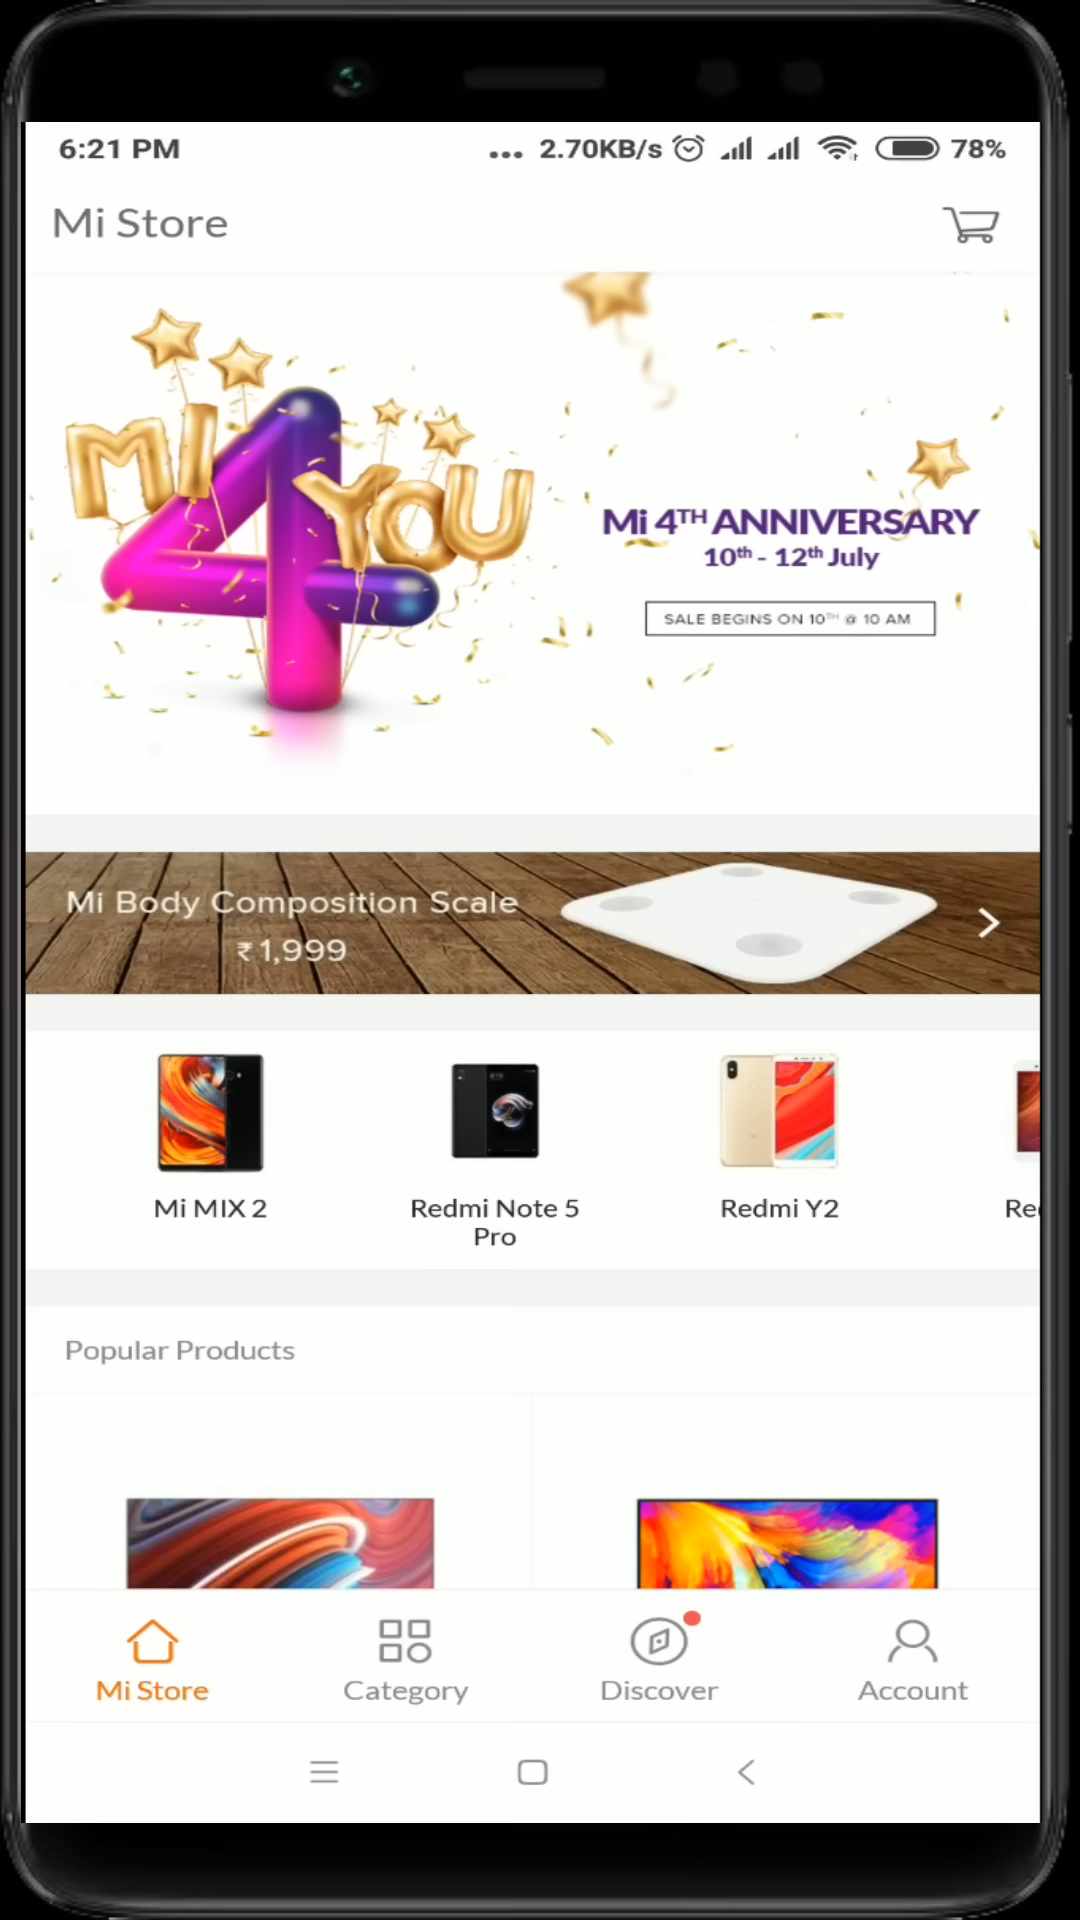 6:21 PM ... 2.70KB/s 78%
Mi Store
MI 4 YOU
Mi 4TH ANNIVERSARY
10th - 12th July
SALE BEGINS ON 10TH @ 10 AM
Mi Body Composition Scale
₹1,999
Mi MIX 2
Redmi Note 5
Pro
Redmi Y2
Popular Products
Mi Store
Category
Discover
Account